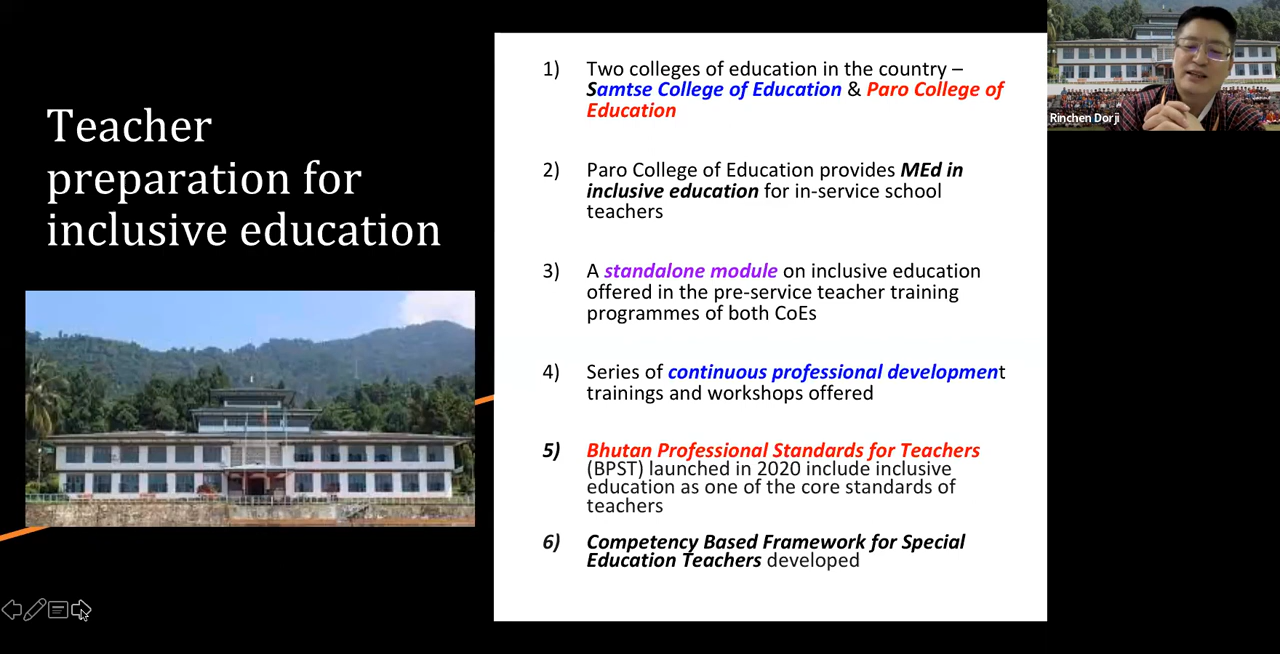 Teacher
preparation for
inclusive education
1) Two colleges of education in the country –
Samtse College of Education & Paro College of
Education
2) Paro College of Education provides MEd in
inclusive education for in-service school
teachers
3) A standalone module on inclusive education
offered in the pre-service teacher training
programmes of both CoEs
4) Series of continuous professional development
trainings and workshops offered
5) Bhutan Professional Standards for Teachers
(BPST) launched in 2020 include inclusive
education as one of the core standards of
teachers
6) Competency Based Framework for Special
Education Teachers developed
Rinchen Dorji